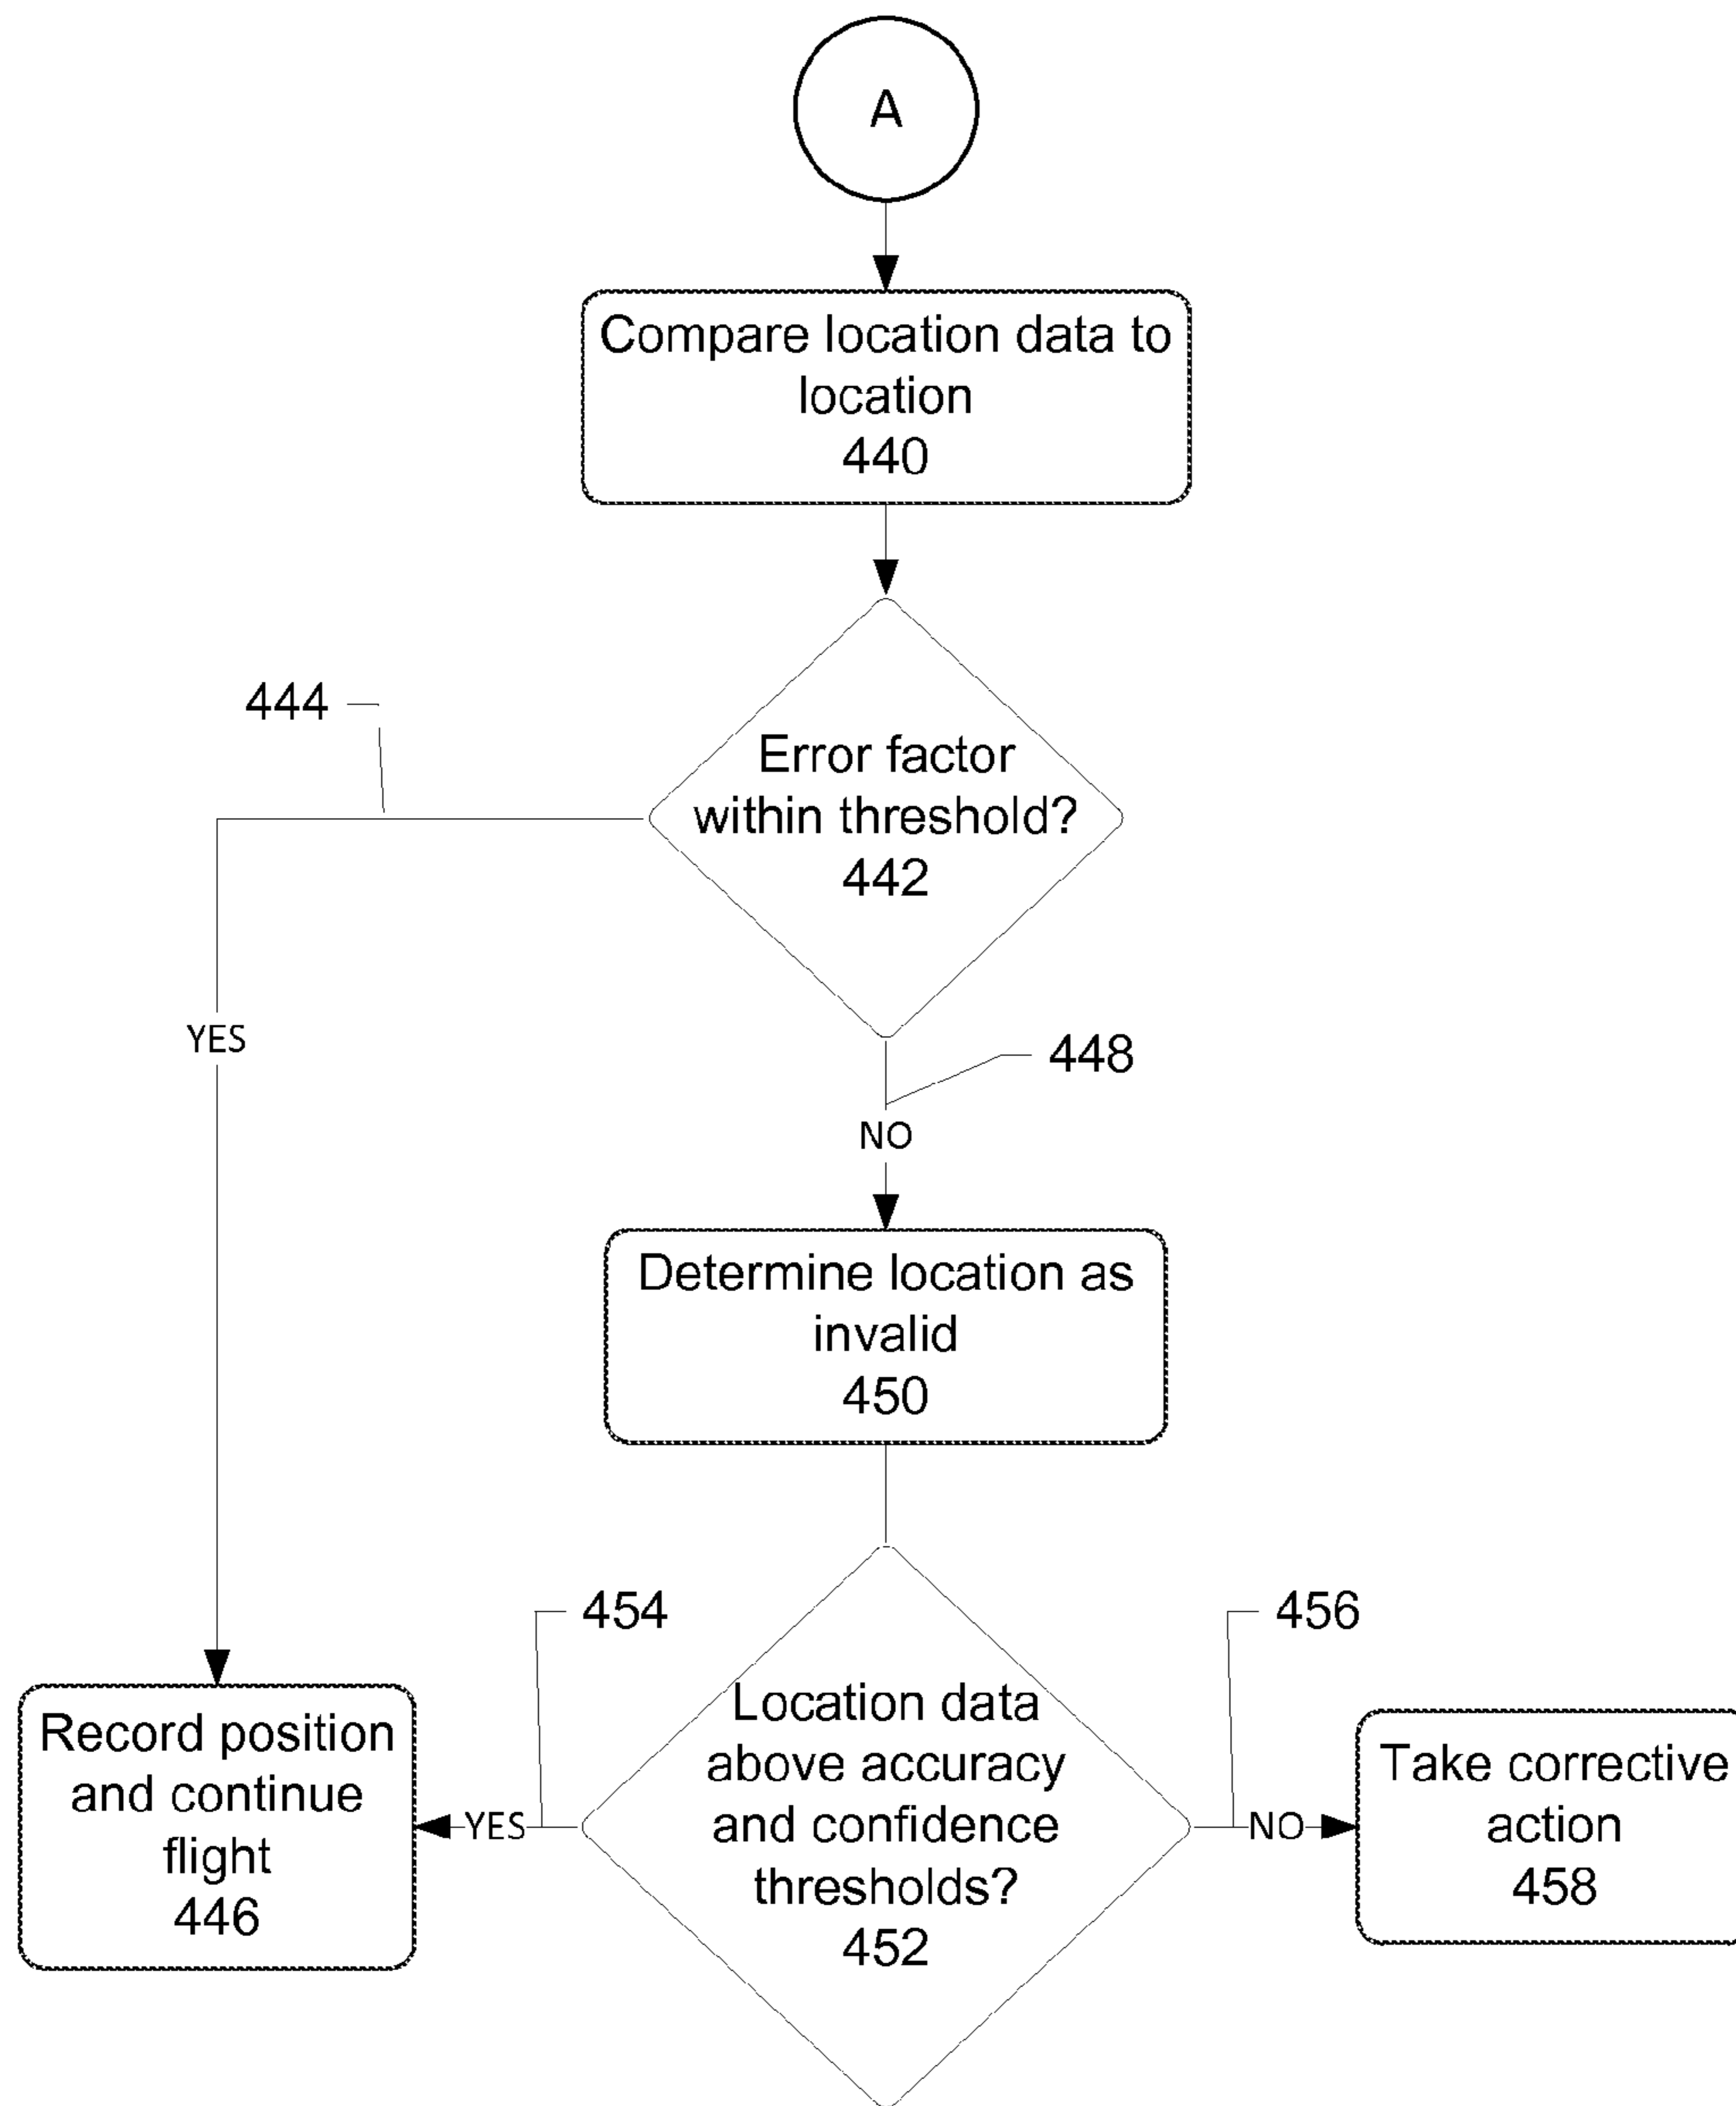 A
Compare location data to
location
440
444
Error factor
within threshold?
442
YES
448
NO
Determine location as
invalid
450
454
456
Record position
and continue
flight
446
YES
Location data
above accuracy
and confidence
thresholds?
452
NO
Take corrective
action
458